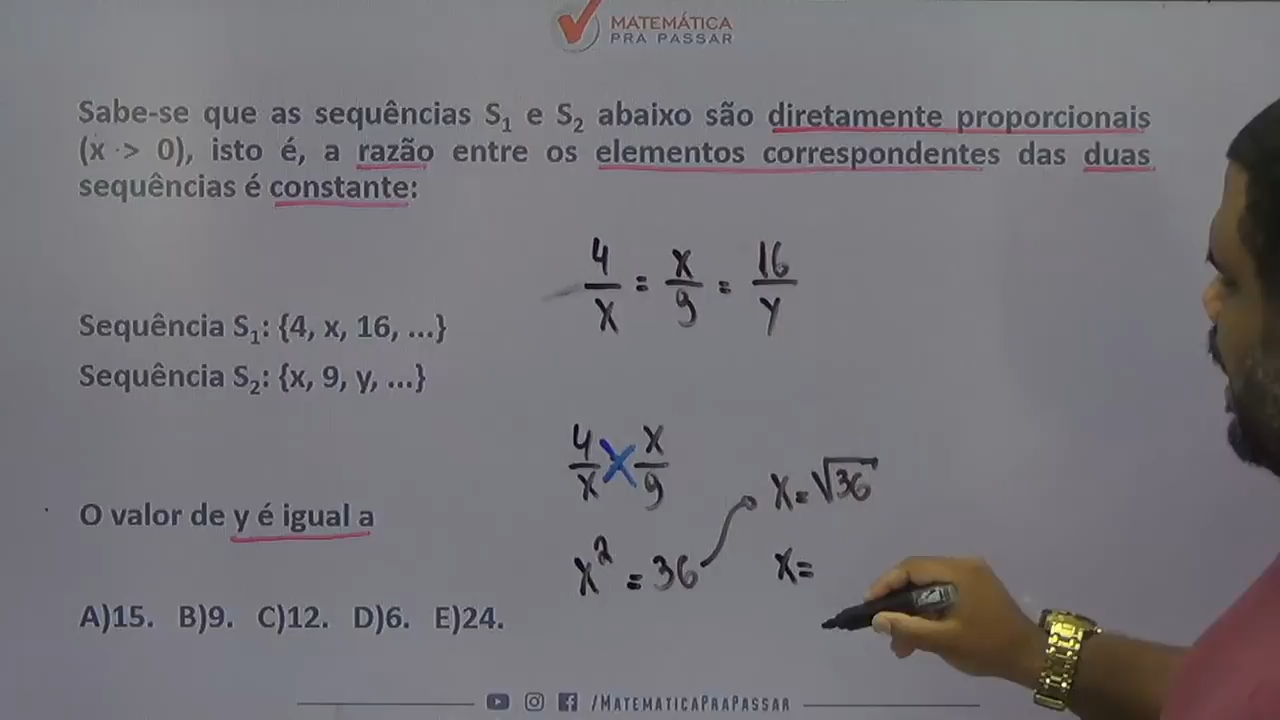 MATEMÁTICA
PRA PASSAR
Sabe-se que as sequências S₁ e S₂ abaixo são diretamente proporcionais
(x > 0), isto é, a razão entre os elementos correspondentes das duas
sequências é constante:
4/x = x/9 = 16/y
Sequência S₁: {4, x, 16, ...}
Sequência S₂: {x, 9, y, ...}
4/x X x/9
x = √36
O valor de y é igual a
x² = 36
x =
A)15. B)9. C)12. D)6. E)24.
/MATEMATICAPRAPASSAR